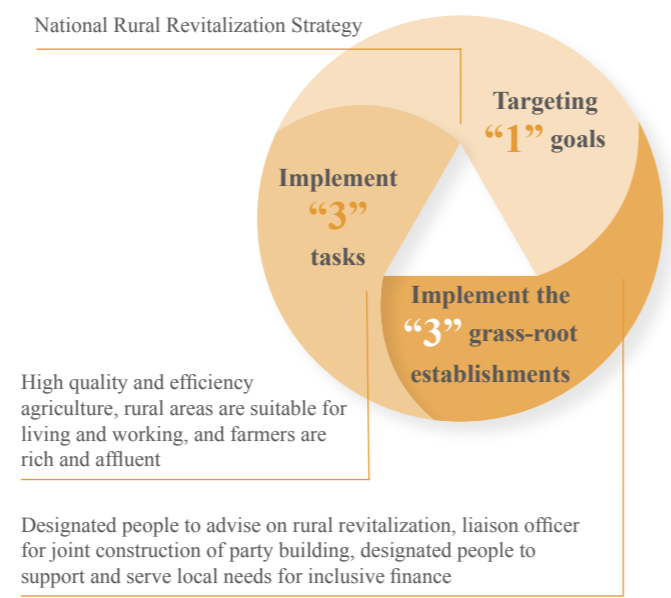 National Rural Revitalization Strategy
Targeting
“1” goals
Implement
“3”
tasks
Implement the
“3” grass-root
establishments
High quality and efficiency
agriculture, rural areas are suitable for
living and working, and farmers are
rich and affluent
Designated people to advise on rural revitalization, liaison officer
for joint construction of party building, designated people to
support and serve local needs for inclusive finance